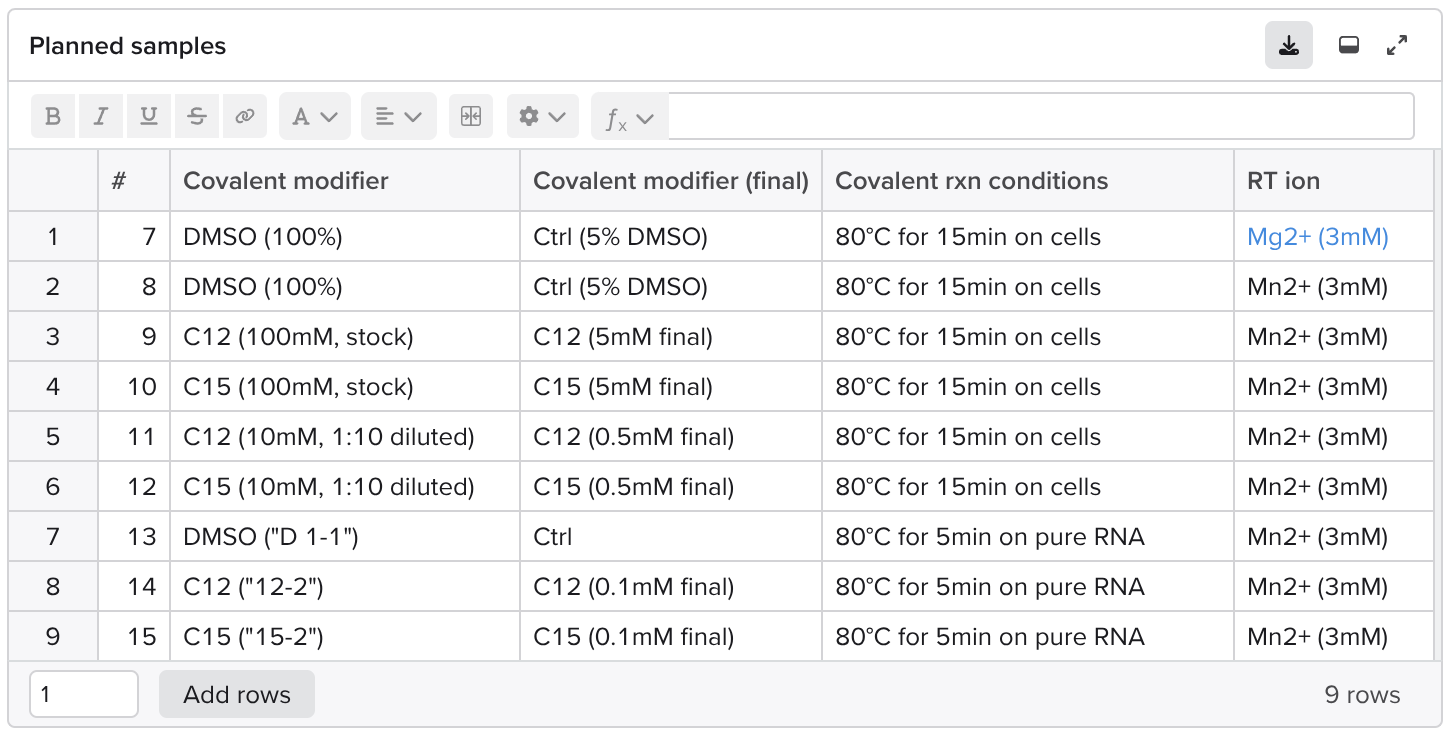 Planned samples
B I U S A fx
# Covalent modifier Covalent modifier (final) Covalent rxn conditions RT ion
1 7 DMSO (100%) Ctrl (5% DMSO) 80°C for 15min on cells Mg2+ (3mM)
2 8 DMSO (100%) Ctrl (5% DMSO) 80°C for 15min on cells Mn2+ (3mM)
3 9 C12 (100mM, stock) C12 (5mM final) 80°C for 15min on cells Mn2+ (3mM)
4 10 C15 (100mM, stock) C15 (5mM final) 80°C for 15min on cells Mn2+ (3mM)
5 11 C12 (10mM, 1:10 diluted) C12 (0.5mM final) 80°C for 15min on cells Mn2+ (3mM)
6 12 C15 (10mM, 1:10 diluted) C15 (0.5mM final) 80°C for 15min on cells Mn2+ (3mM)
7 13 DMSO ("D 1-1") Ctrl 80°C for 5min on pure RNA Mn2+ (3mM)
8 14 C12 ("12-2") C12 (0.1mM final) 80°C for 5min on pure RNA Mn2+ (3mM)
9 15 C15 ("15-2") C15 (0.1mM final) 80°C for 5min on pure RNA Mn2+ (3mM)
1 Add rows 9 rows